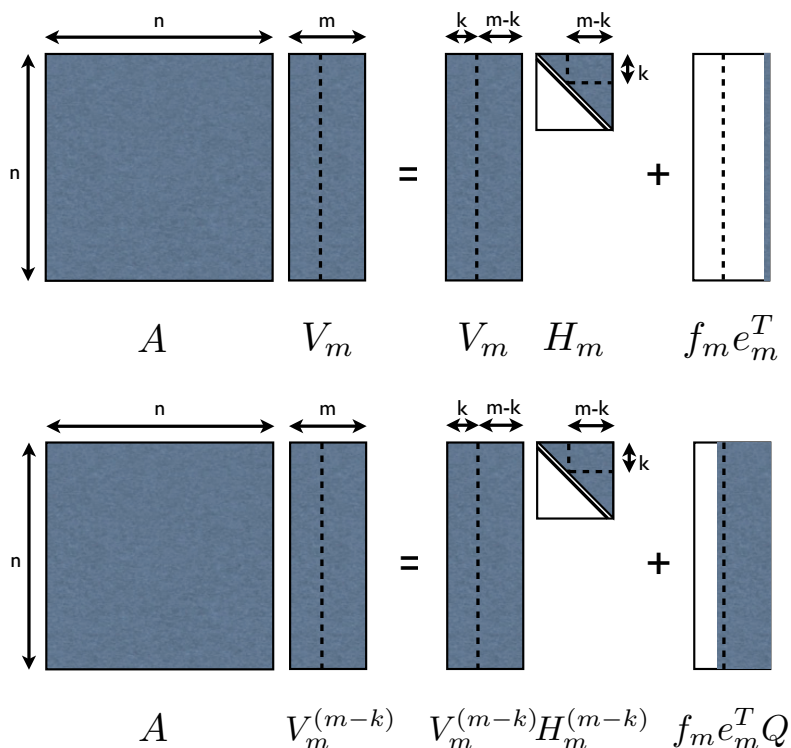 n m k m-k m-k
k
n = +
A V_m V_m H_m f_m e_m^T
n m k m-k m-k
k
n = +
A V_m^{(m-k)} V_m^{(m-k)} H_m^{(m-k)} f_m e_m^T Q